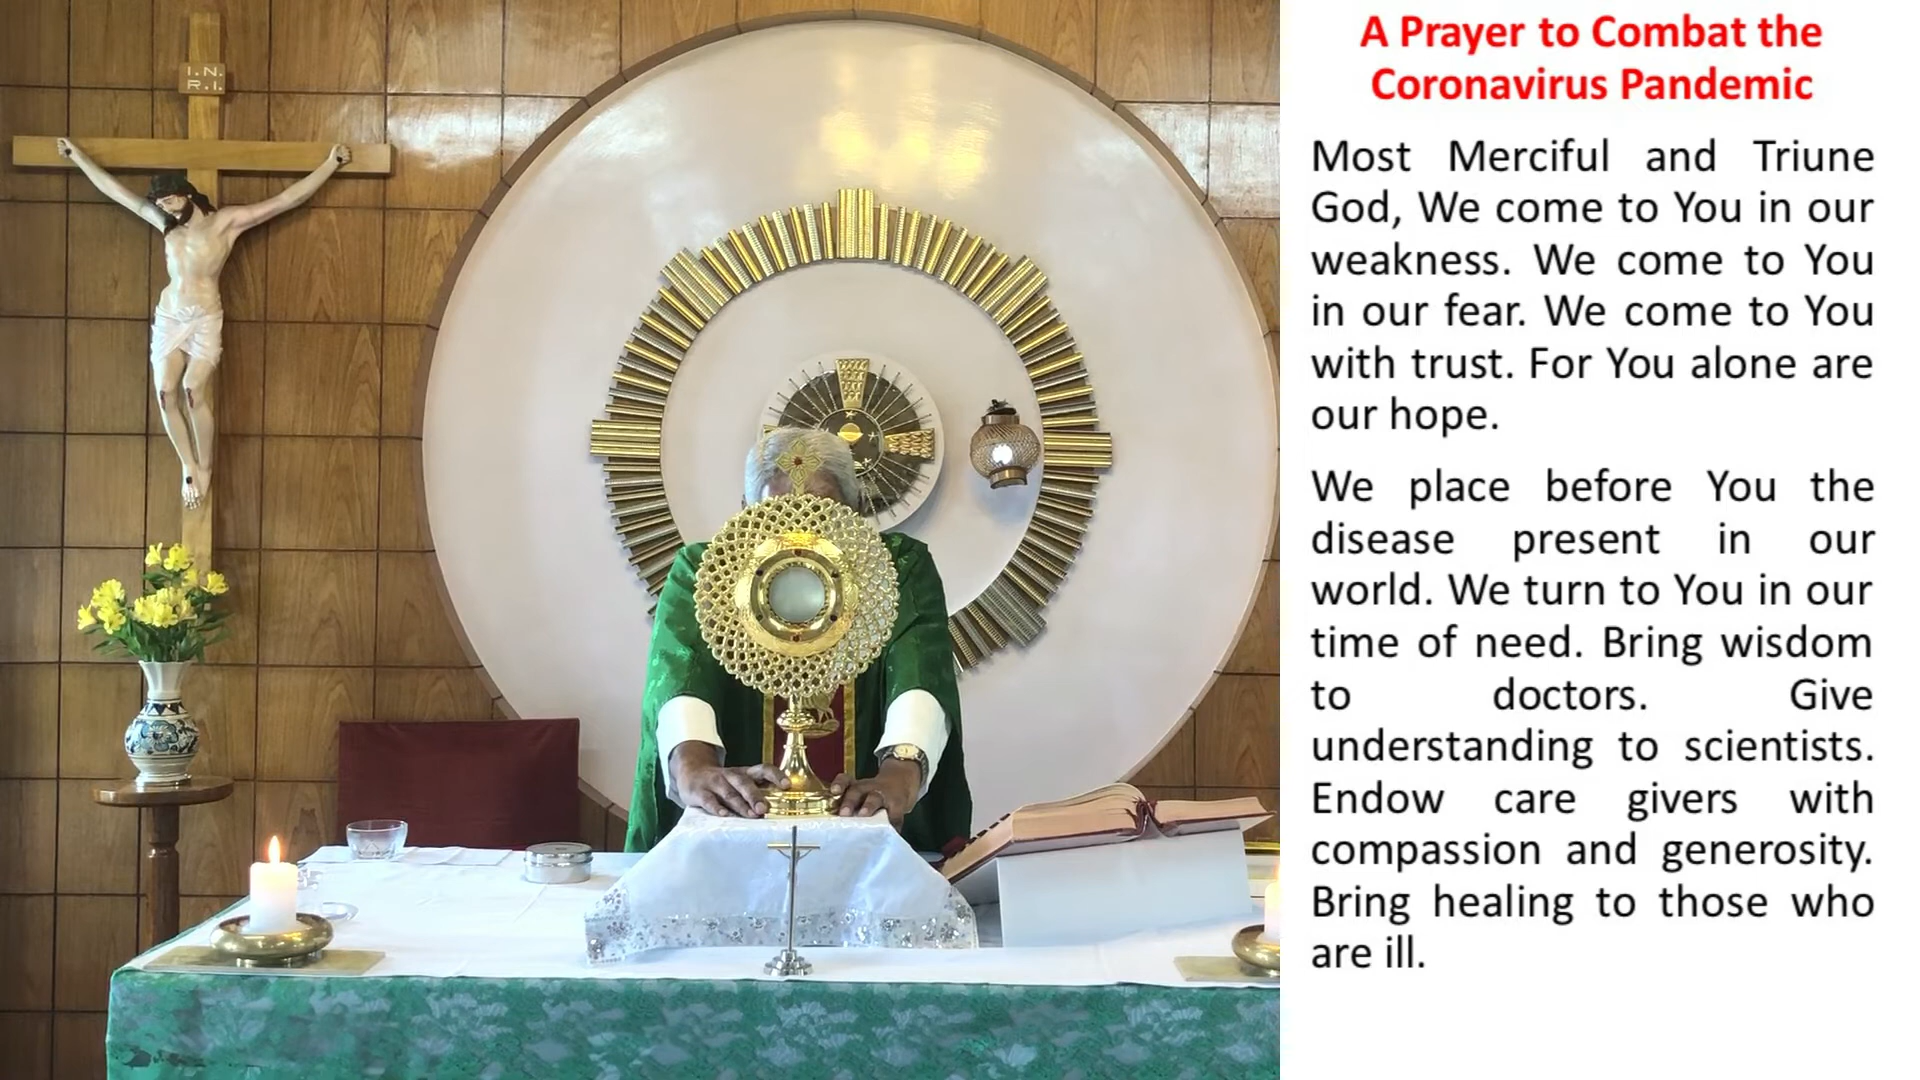 I.N.
R.I.
A Prayer to Combat the
Coronavirus Pandemic
Most Merciful and Triune
God, We come to You in our
weakness. We come to You
in our fear. We come to You
with trust. For You alone are
our hope.
We place before You the
disease present in our
world. We turn to You in our
time of need. Bring wisdom
to doctors. Give
understanding to scientists.
Endow care givers with
compassion and generosity.
Bring healing to those who
are ill.